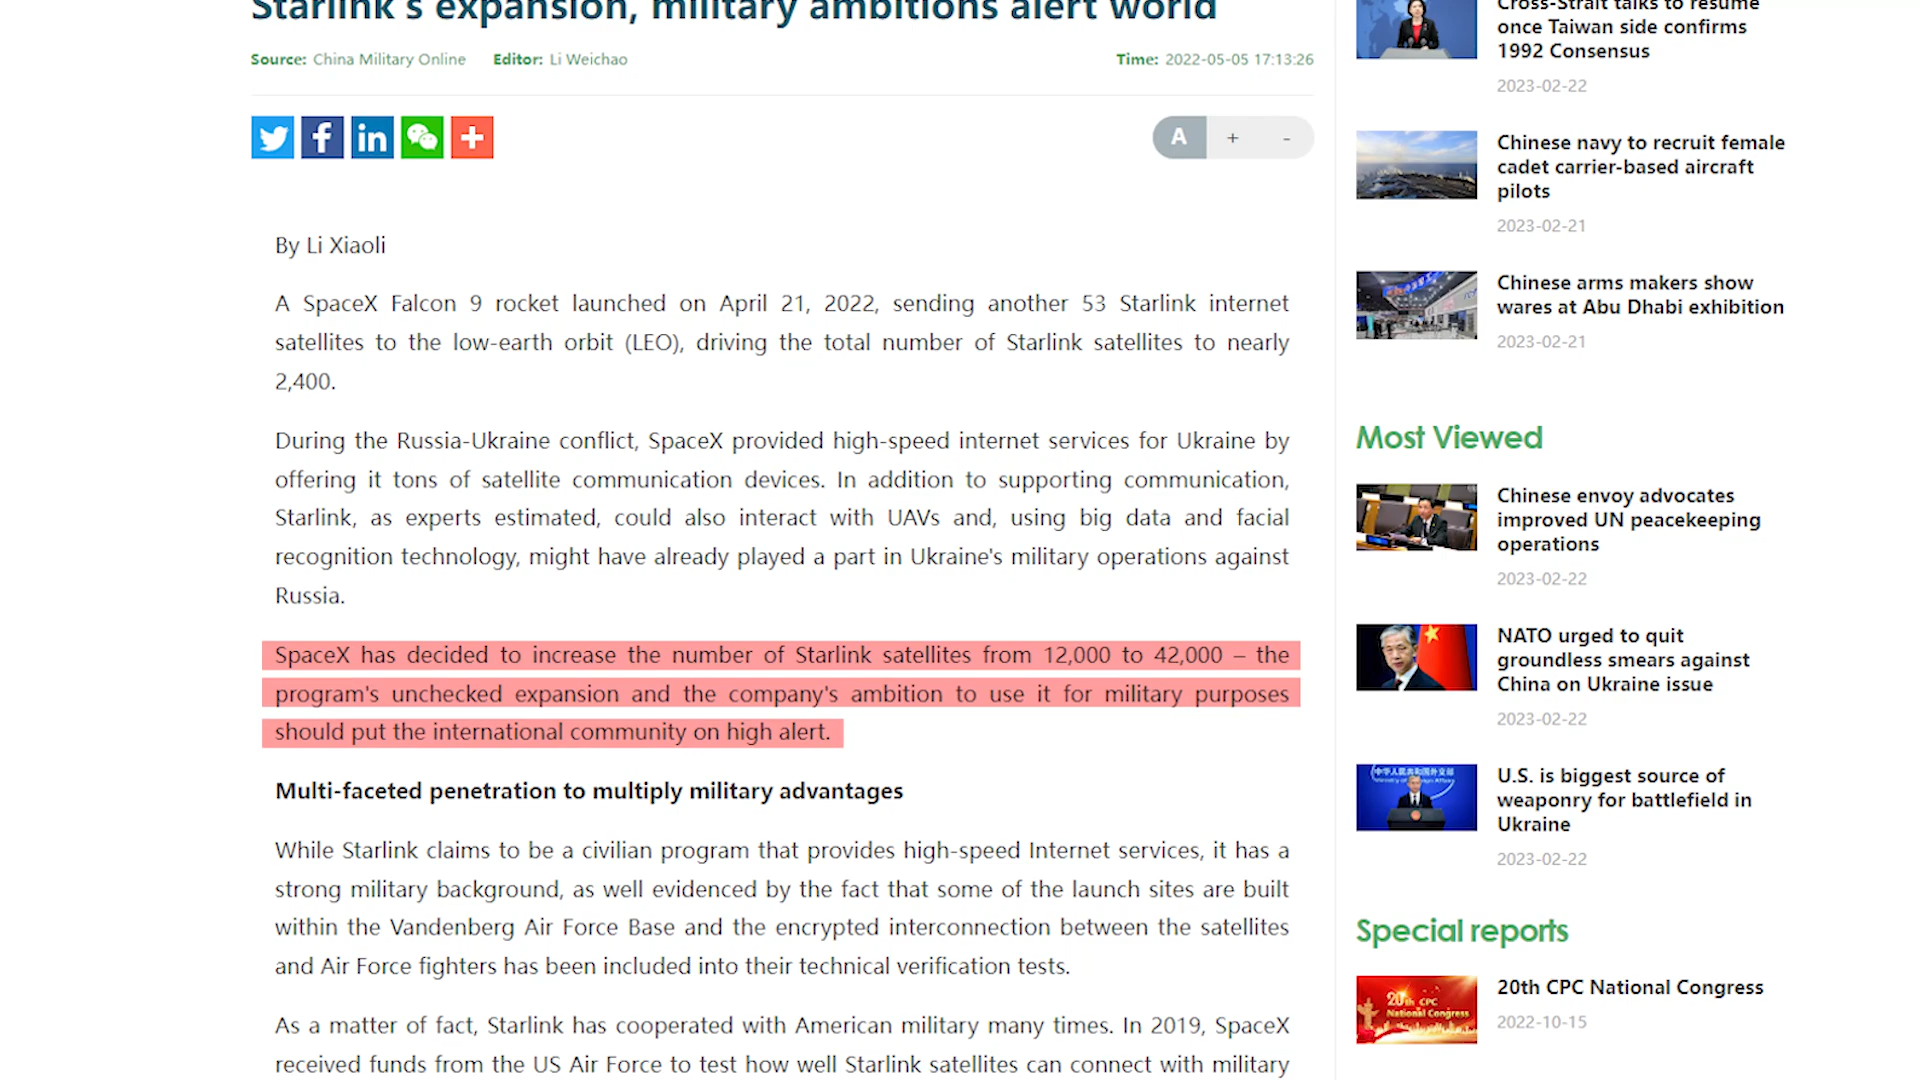 Starlink's expansion, military ambitions alert world
Source: China Military Online Editor: Li Weichao Time: 2022-05-05 17:13:26
A + -
By Li Xiaoli
A SpaceX Falcon 9 rocket launched on April 21, 2022, sending another 53 Starlink internet
satellites to the low-earth orbit (LEO), driving the total number of Starlink satellites to nearly
2,400.
During the Russia-Ukraine conflict, SpaceX provided high-speed internet services for Ukraine by
offering it tons of satellite communication devices. In addition to supporting communication,
Starlink, as experts estimated, could also interact with UAVs and, using big data and facial
recognition technology, might have already played a part in Ukraine's military operations against
Russia.
SpaceX has decided to increase the number of Starlink satellites from 12,000 to 42,000 – the
program's unchecked expansion and the company's ambition to use it for military purposes
should put the international community on high alert.
Multi-faceted penetration to multiply military advantages
While Starlink claims to be a civilian program that provides high-speed Internet services, it has a
strong military background, as well evidenced by the fact that some of the launch sites are built
within the Vandenberg Air Force Base and the encrypted interconnection between the satellites
and Air Force fighters has been included into their technical verification tests.
As a matter of fact, Starlink has cooperated with American military many times. In 2019, SpaceX
received funds from the US Air Force to test how well Starlink satellites can connect with military
Cross-Strait talks to resume
once Taiwan side confirms
1992 Consensus
2023-02-22
Chinese navy to recruit female
cadet carrier-based aircraft
pilots
2023-02-21
Chinese arms makers show
wares at Abu Dhabi exhibition
2023-02-21
Most Viewed
Chinese envoy advocates
improved UN peacekeeping
operations
2023-02-22
NATO urged to quit
groundless smears against
China on Ukraine issue
2023-02-22
U.S. is biggest source of
weaponry for battlefield in
Ukraine
2023-02-22
Special reports
20th CPC
National Congress
20th CPC National Congress
2022-10-15